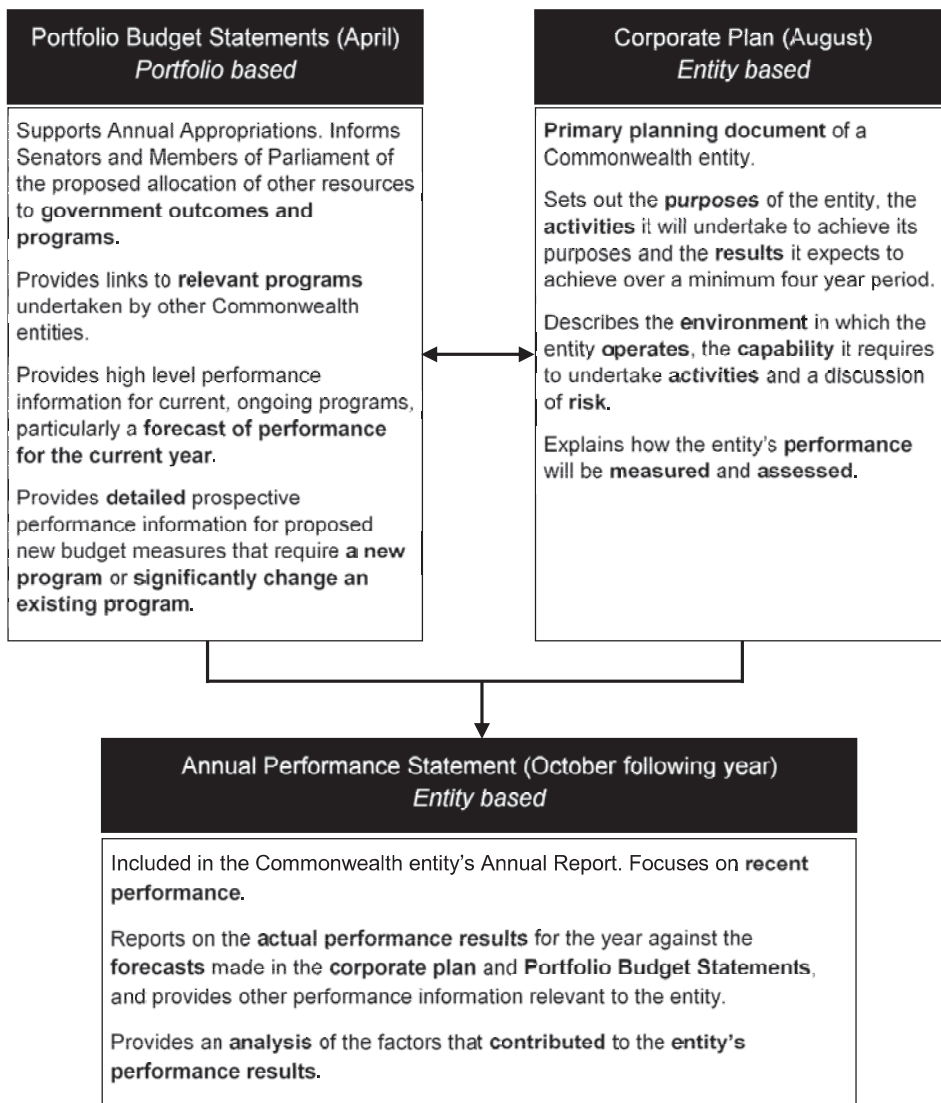 Portfolio Budget Statements (April)
Portfolio based
Supports Annual Appropriations. Informs
Senators and Members of Parliament of
the proposed allocation of other resources
to government outcomes and
programs.
Provides links to relevant programs
undertaken by other Commonwealth
entities.
Provides high level performance
information for current, ongoing programs,
particularly a forecast of performance
for the current year.
Provides detailed prospective
performance information for proposed
new budget measures that require a new
program or significantly change an
existing program.
Corporate Plan (August)
Entity based
Primary planning document of a
Commonwealth entity.
Sets out the purposes of the entity, the
activities it will undertake to achieve its
purposes and the results it expects to
achieve over a minimum four year period.
Describes the environment in which the
entity operates, the capability it requires
to undertake activities and a discussion
of risk.
Explains how the entity's performance
will be measured and assessed.
Annual Performance Statement (October following year)
Entity based
Included in the Commonwealth entity's Annual Report. Focuses on recent
performance.
Reports on the actual performance results for the year against the
forecasts made in the corporate plan and Portfolio Budget Statements,
and provides other performance information relevant to the entity.
Provides an analysis of the factors that contributed to the entity's
performance results.